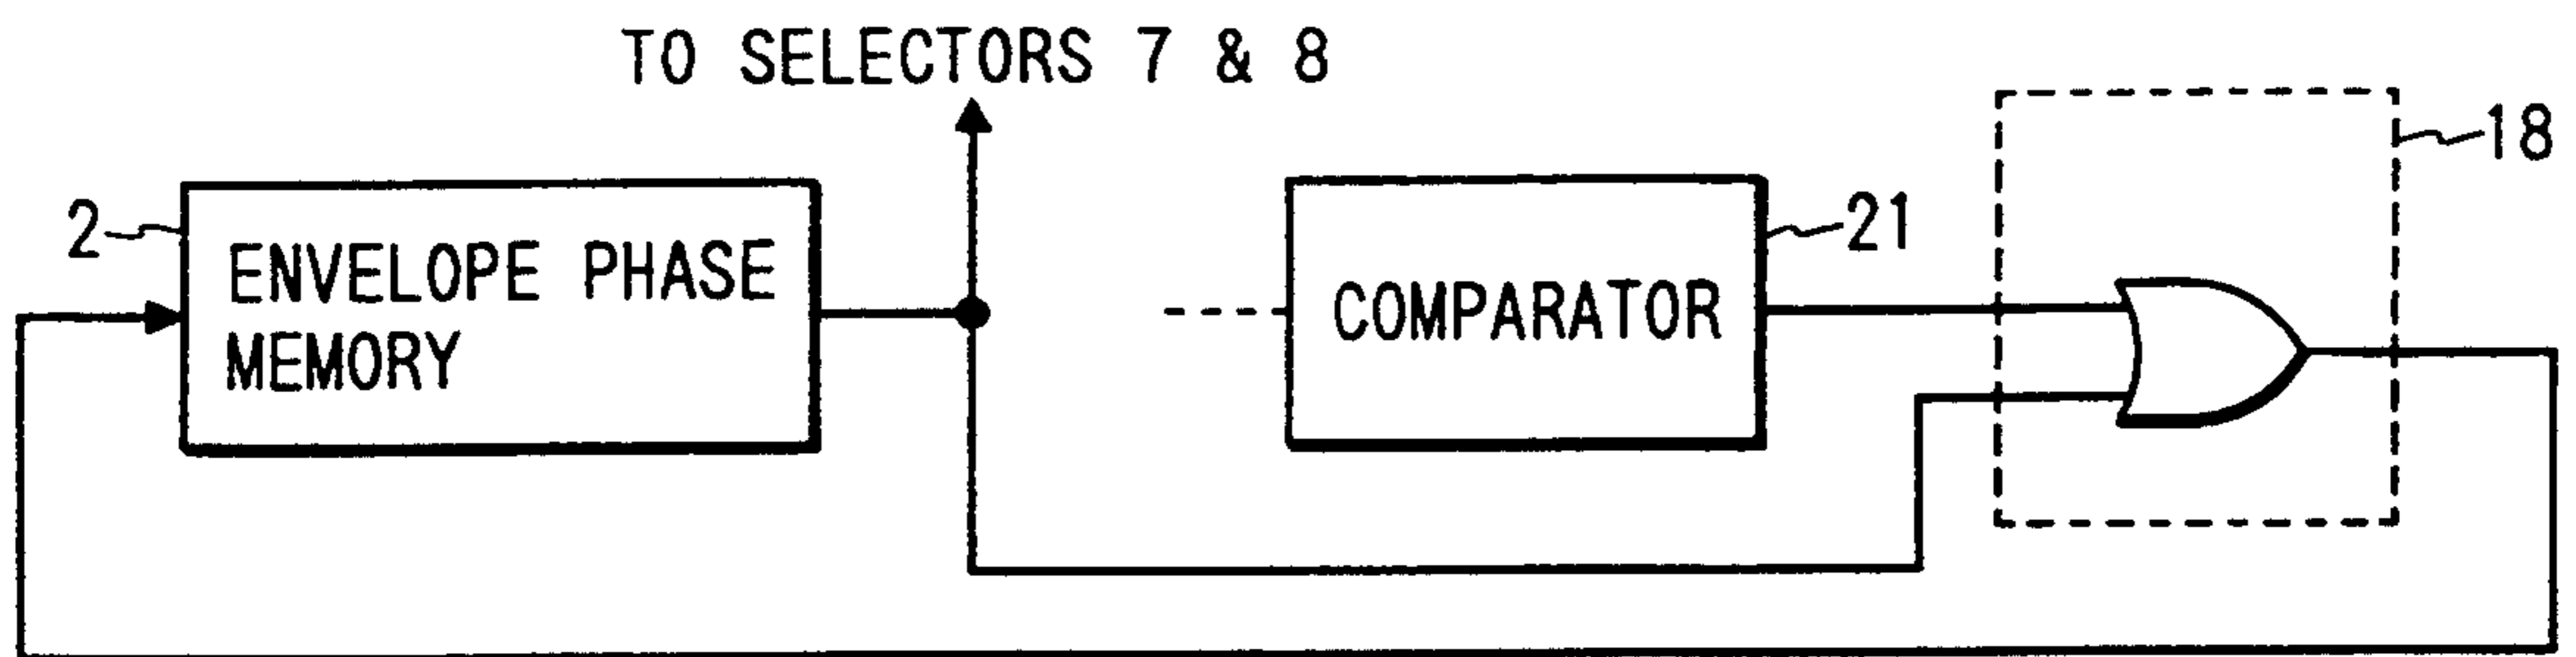 TO SELECTORS 7 & 8
18
2
21
ENVELOPE PHASE
MEMORY
COMPARATOR